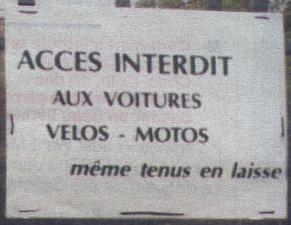 ACCES INTERDIT
AUX VOITURES
VELOS - MOTOS
même tenus en laisse